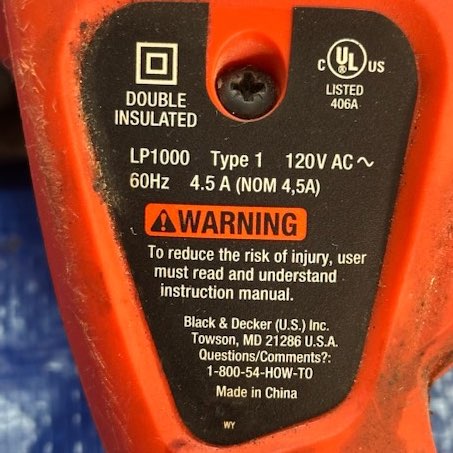 DOUBLE
INSULATED
C UL US
LISTED
406A
LP1000 Type 1 120V AC ~
60Hz 4.5 A (NOM 4,5A)
WARNING
To reduce the risk of injury, user
must read and understand
instruction manual.
Black & Decker (U.S.) Inc.
Towson, MD 21286 U.S.A.
Questions/Comments?:
1-800-54-HOW-TO
Made in China
WY